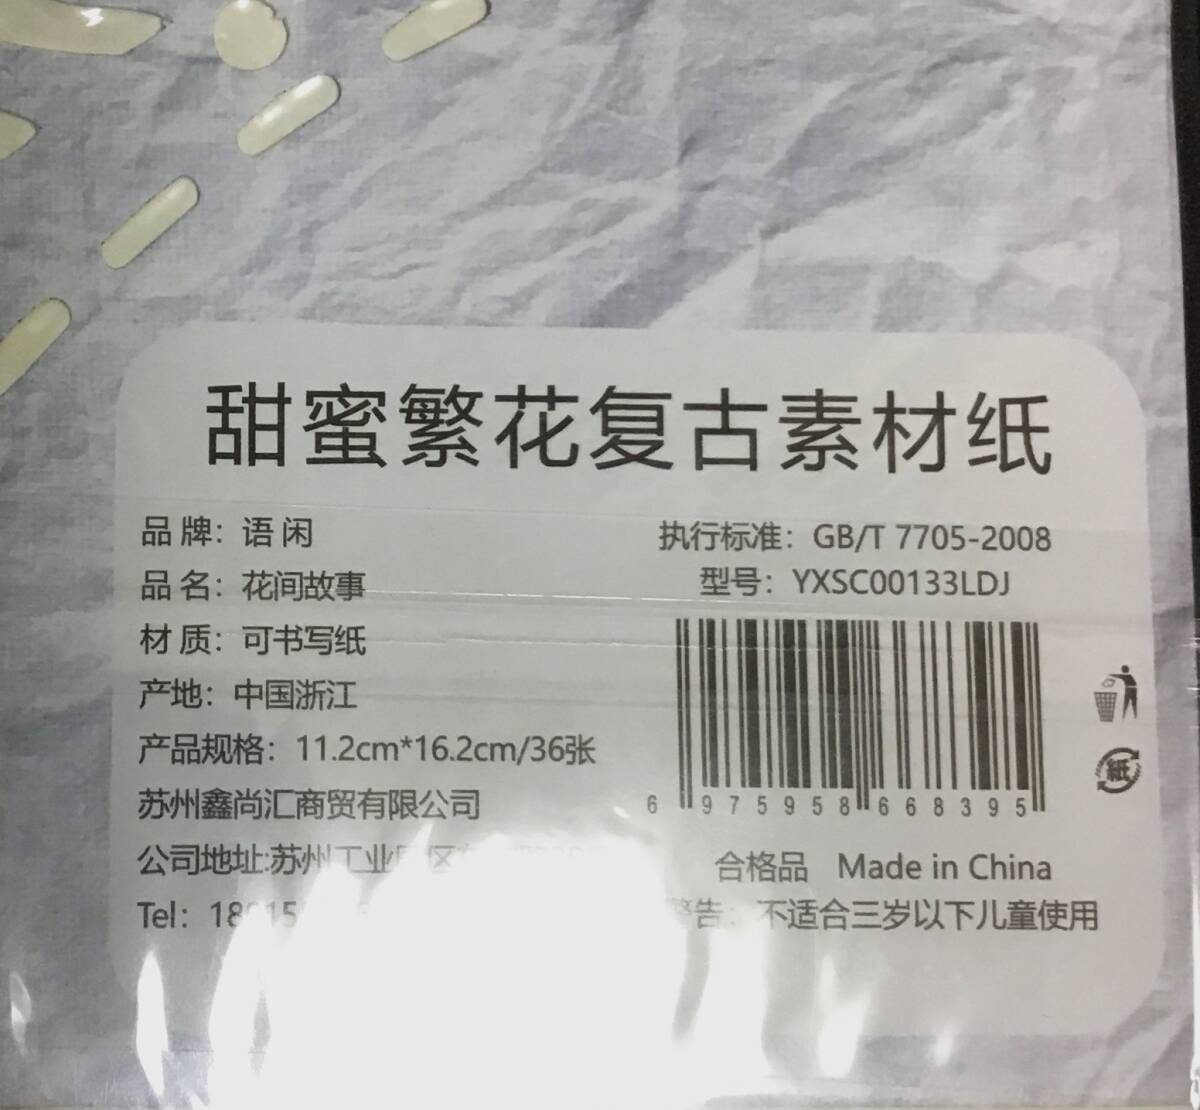 甜蜜繁花复古素材纸
品 牌：语 闲
品 名：花间故事
材 质：可书写纸
产地：中国浙江
产品规格：11.2cm*16.2cm/36张
苏州鑫尚汇商贸有限公司
公司地址:苏州工业
Tel：
执行标准：GB/T 7705-2008
型号：YXSC00133LDJ
6 975958 668395
纸
合格品 Made in China
警告：不适合三岁以下儿童使用